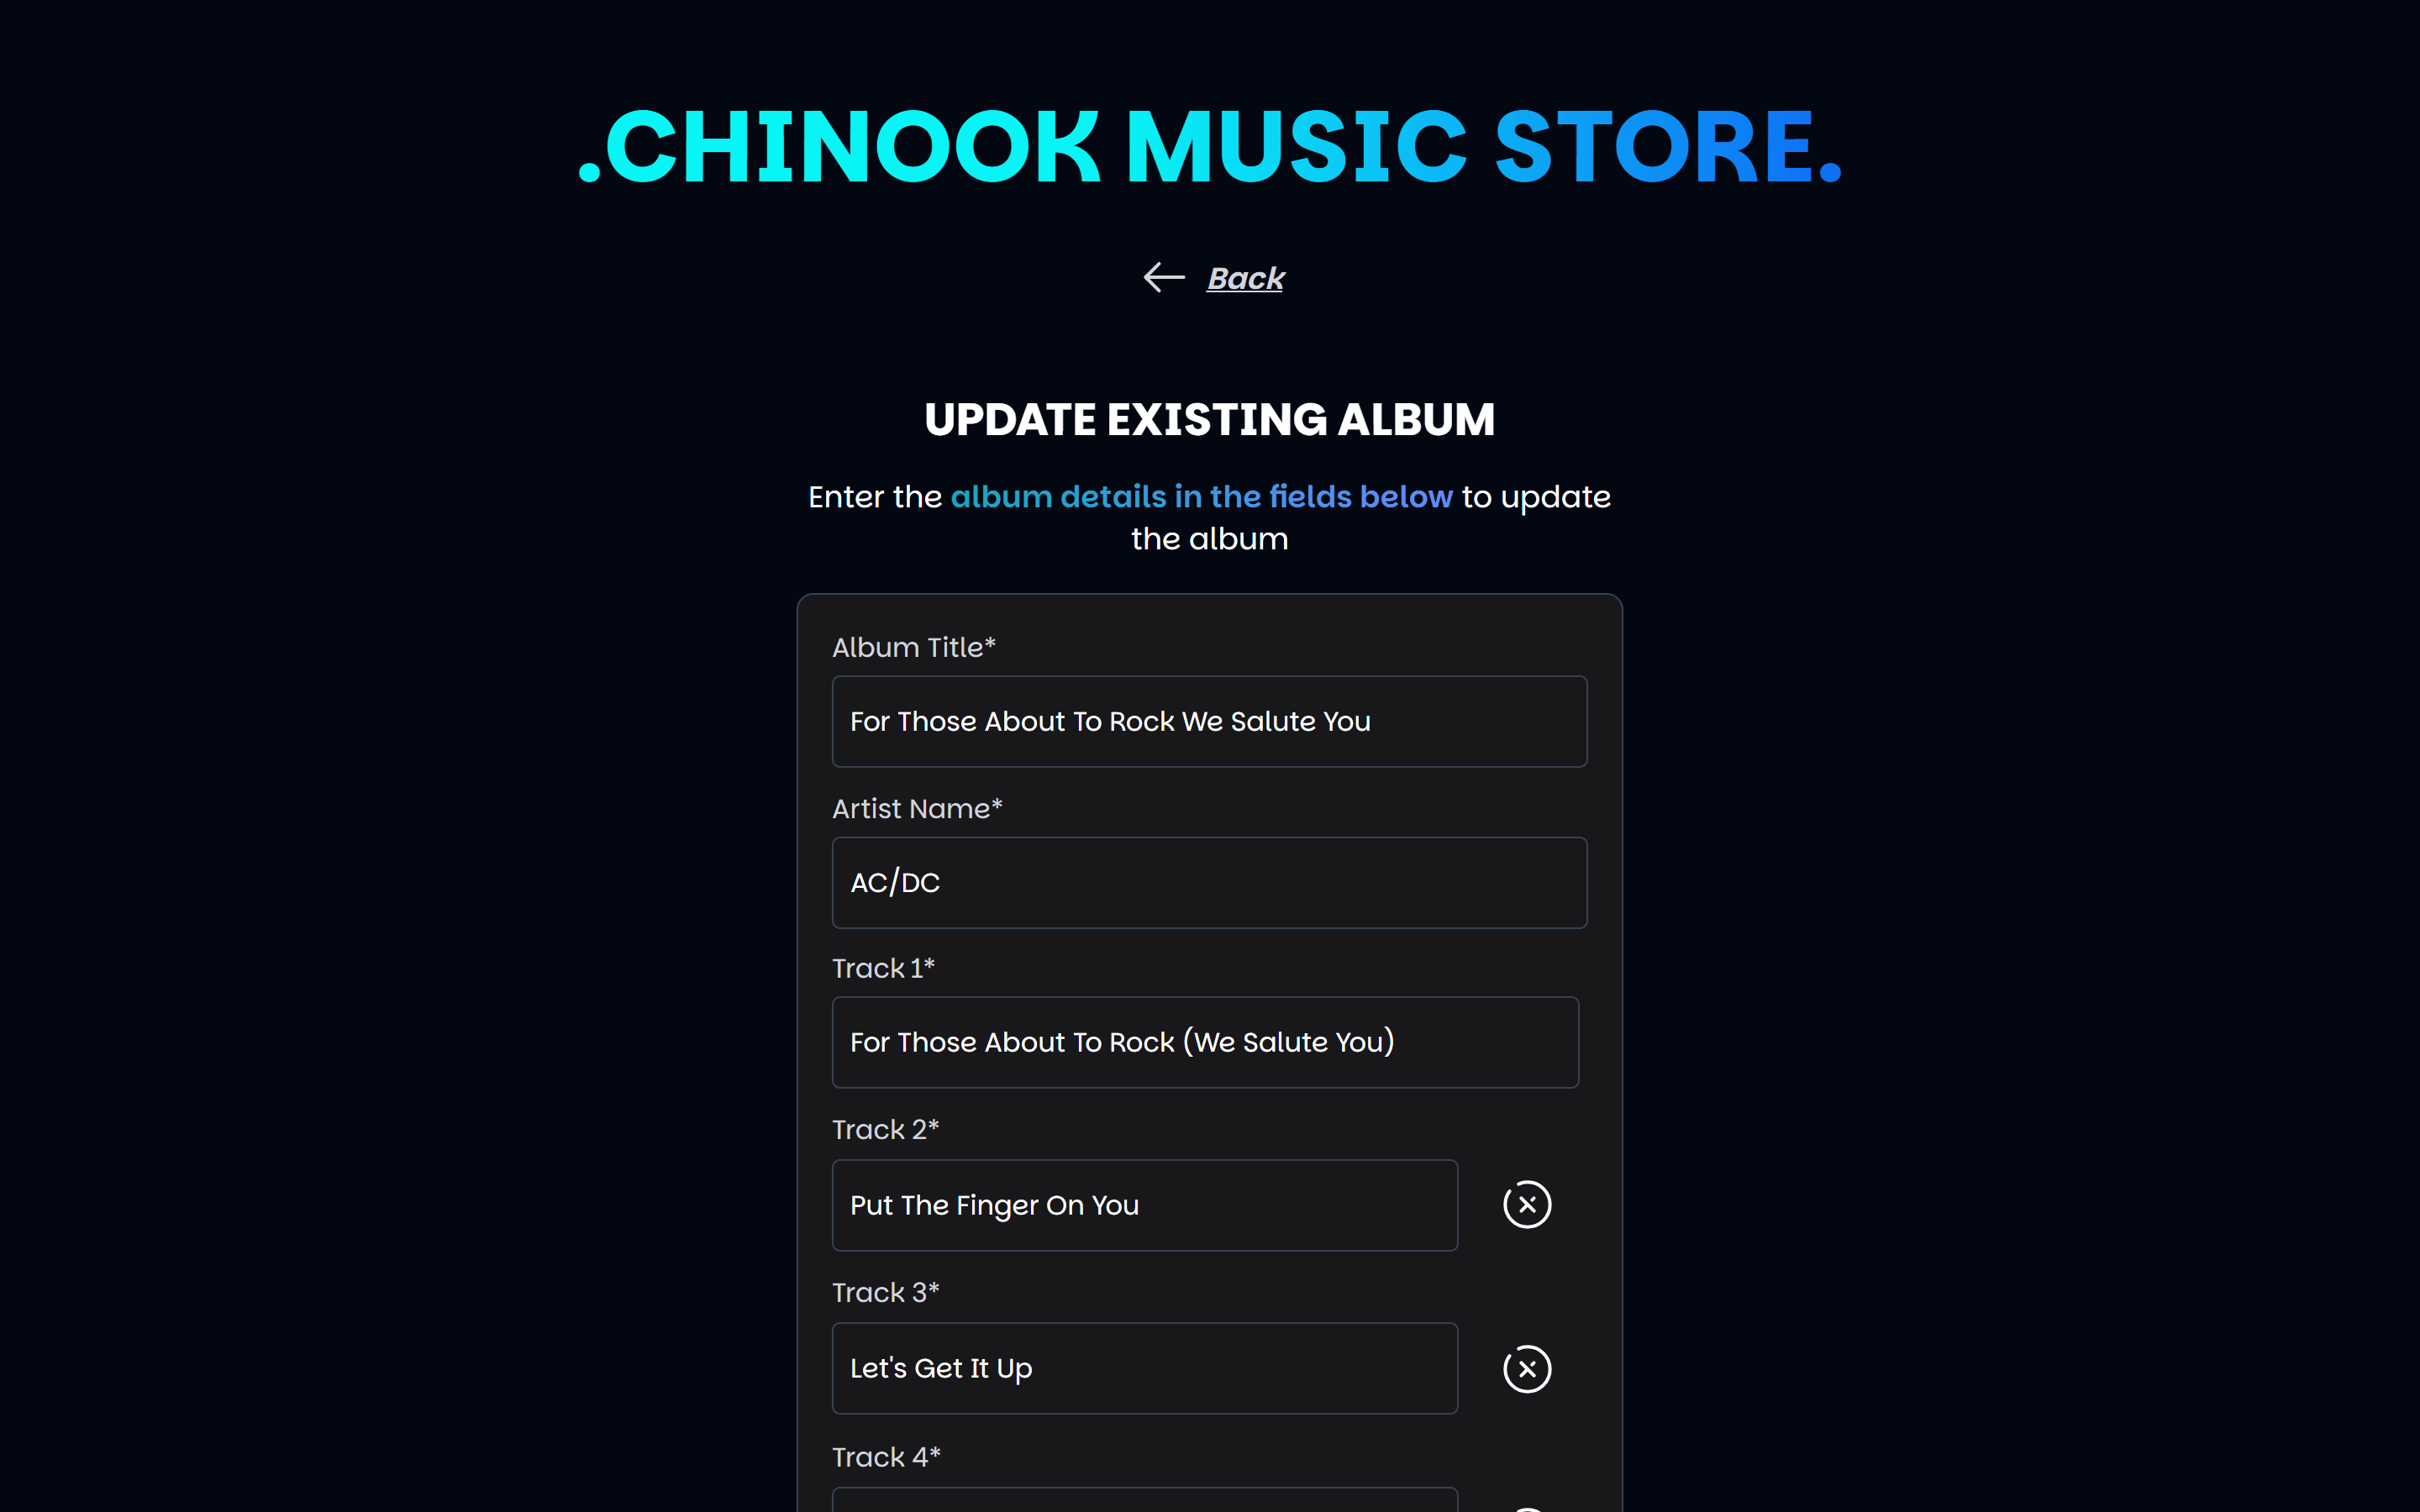 .CHINOOK MUSIC STORE.
Back
UPDATE EXISTING ALBUM
Enter the album details in the fields below to update
the album
Album Title*
For Those About To Rock We Salute You
Artist Name*
AC/DC
Track 1*
For Those About To Rock (We Salute You)
Track 2*
Put The Finger On You
Track 3*
Let's Get It Up
Track 4*